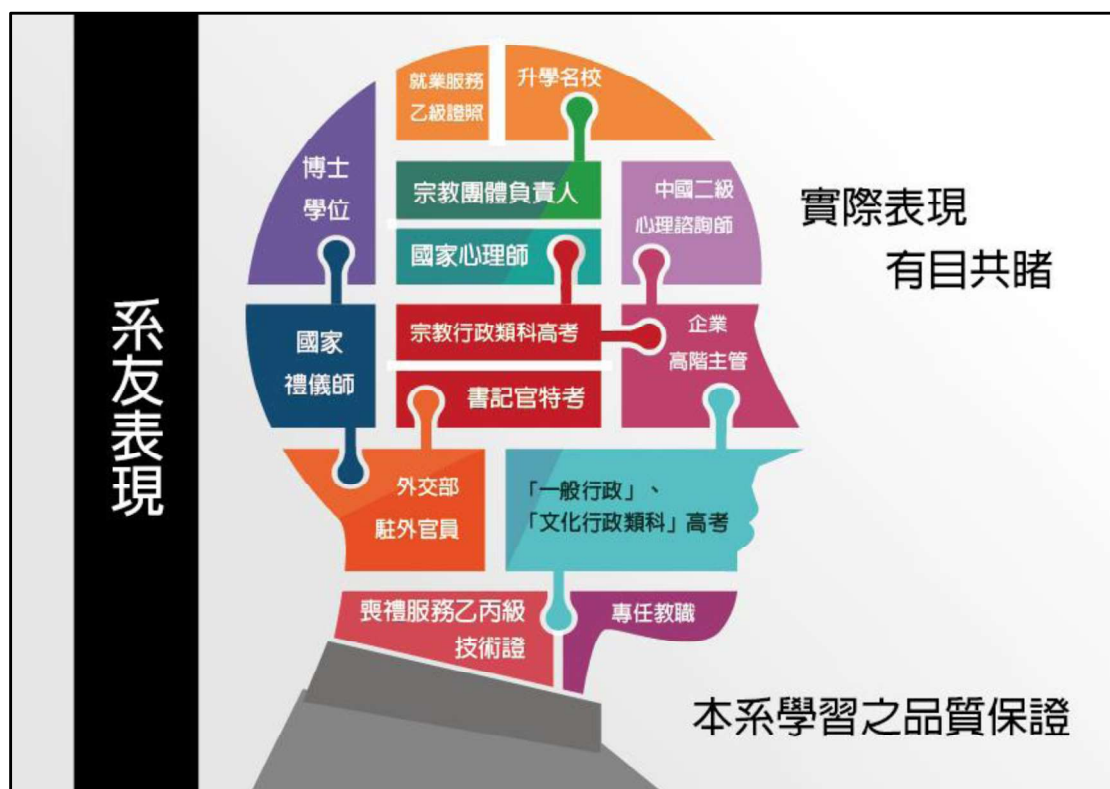 系友表現
就業服務
乙級證照
升學名校
博士
學位
宗教團體負責人
國家心理師
中國二級
心理諮詢師
實際表現
有目共睹
國家
禮儀師
宗教行政類科高考
書記官特考
企業
高階主管
外交部
駐外官員
「一般行政」、
「文化行政類科」高考
喪禮服務乙丙級
技術證
專任教職
本系學習之品質保證